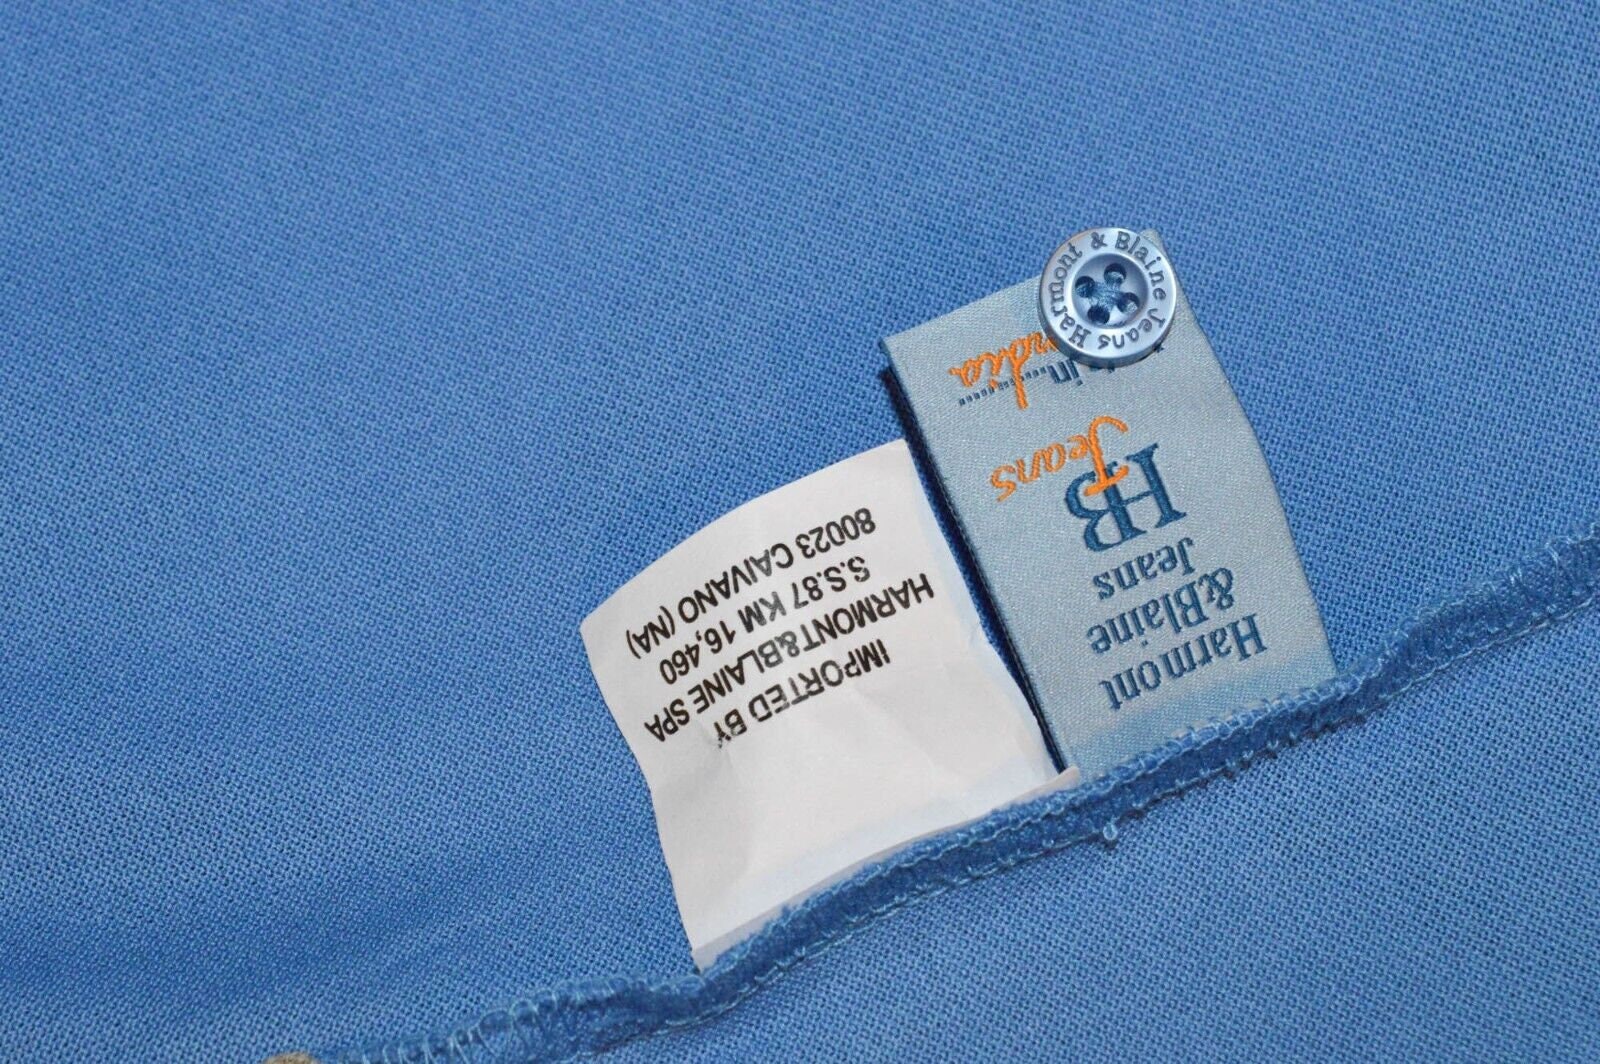 IMPORTED BY
HARMONT&BLAINE SPA
S.S.87 KM 16,460
80023 CAIVANO (NA)
Harmont
&Blaine
Jeans
HB
Jeans
in
Harmont & Blaine Jeans